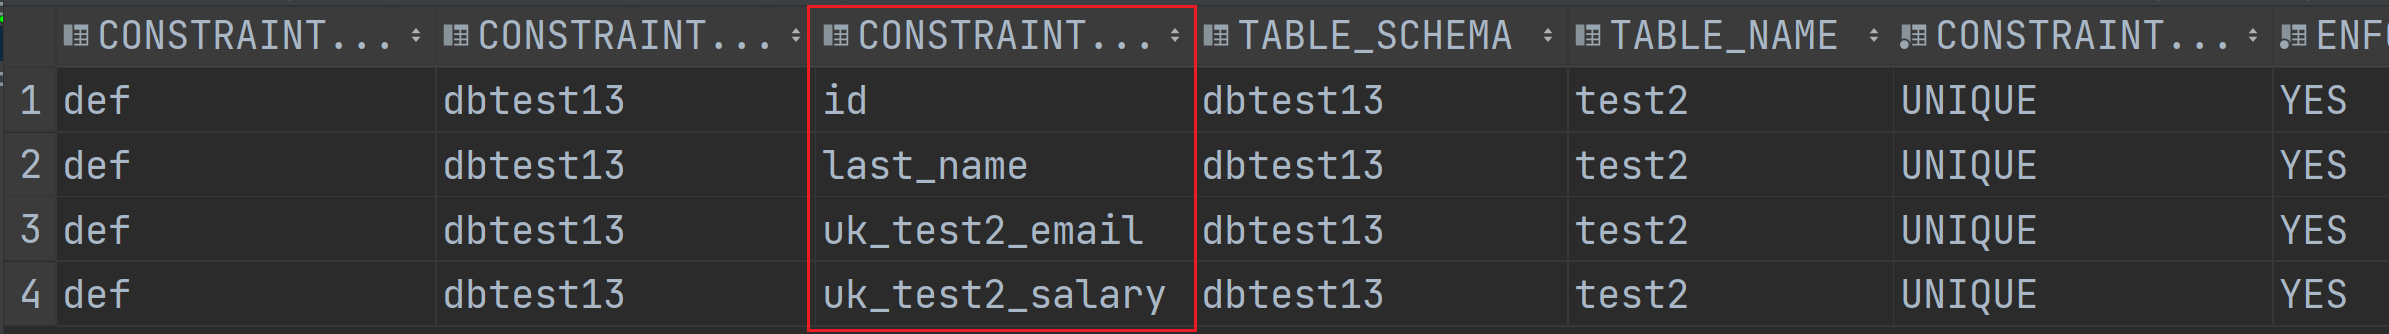 CONSTRAINT... CONSTRAINT... CONSTRAINT... TABLE_SCHEMA TABLE_NAME CONSTRAINT... ENF
1 def dbtest13 id dbtest13 test2 UNIQUE YES
2 def dbtest13 last_name dbtest13 test2 UNIQUE YES
3 def dbtest13 uk_test2_email dbtest13 test2 UNIQUE YES
4 def dbtest13 uk_test2_salary dbtest13 test2 UNIQUE YES